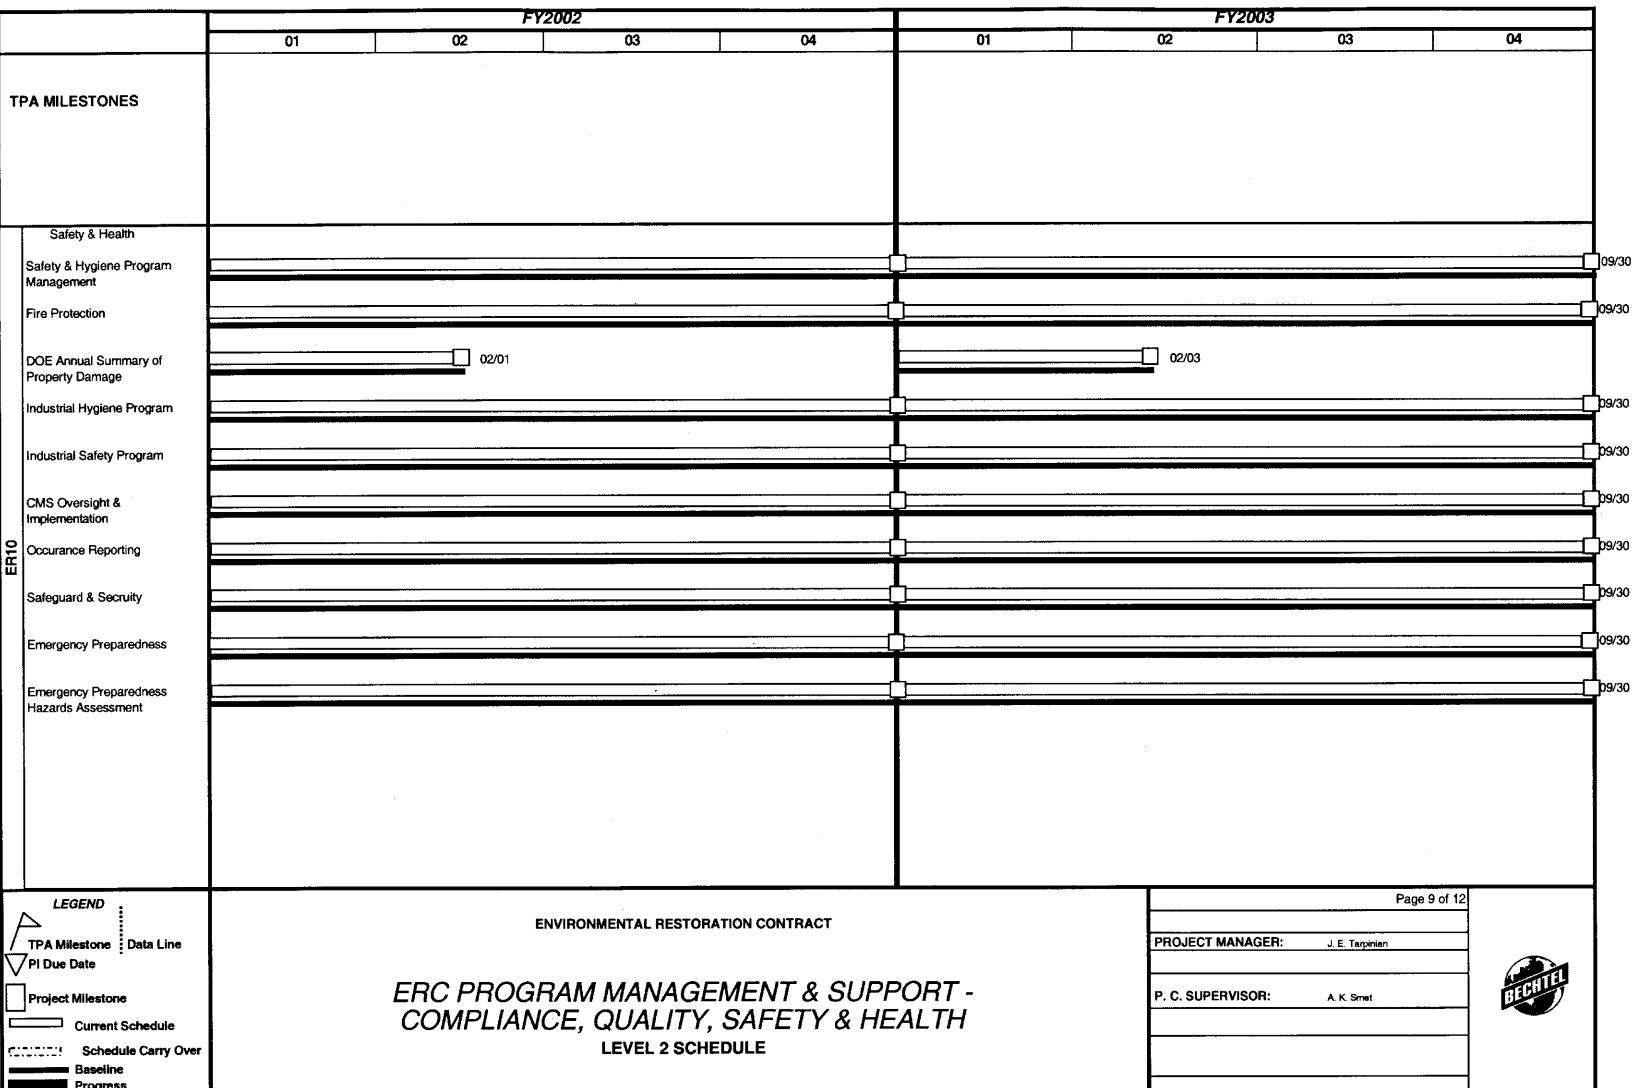 FY2002 FY2003
01 02 03 04 01 02 03 04
TPA MILESTONES
Safety & Health
Safety & Hygiene Program
Management
09/30
Fire Protection
09/30
DOE Annual Summary of
Property Damage
02/01
02/03
Industrial Hygiene Program
09/30
Industrial Safety Program
09/30
CMS Oversight &
Implementation
09/30
ER10
Occurance Reporting
09/30
Safeguard & Secruity
09/30
Emergency Preparedness
09/30
Emergency Preparedness
Hazards Assessment
09/30
LEGEND
TPA Milestone
Data Line
PI Due Date
Project Milestone
Current Schedule
Schedule Carry Over
Baseline
Progress
ENVIRONMENTAL RESTORATION CONTRACT
ERC PROGRAM MANAGEMENT & SUPPORT -
COMPLIANCE, QUALITY, SAFETY & HEALTH
LEVEL 2 SCHEDULE
Page 9 of 12
PROJECT MANAGER: J. E. Tarpinian
P. C. SUPERVISOR: A. K. Smet
BECHTEL